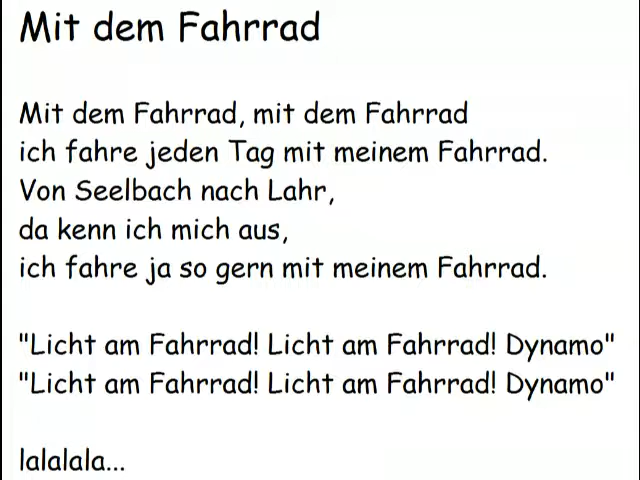 Mit dem Fahrrad
Mit dem Fahrrad, mit dem Fahrrad
ich fahre jeden Tag mit meinem Fahrrad.
Von Seelbach nach Lahr,
da kenn ich mich aus,
ich fahre ja so gern mit meinem Fahrrad.
"Licht am Fahrrad! Licht am Fahrrad! Dynamo"
"Licht am Fahrrad! Licht am Fahrrad! Dynamo"
lalalala...